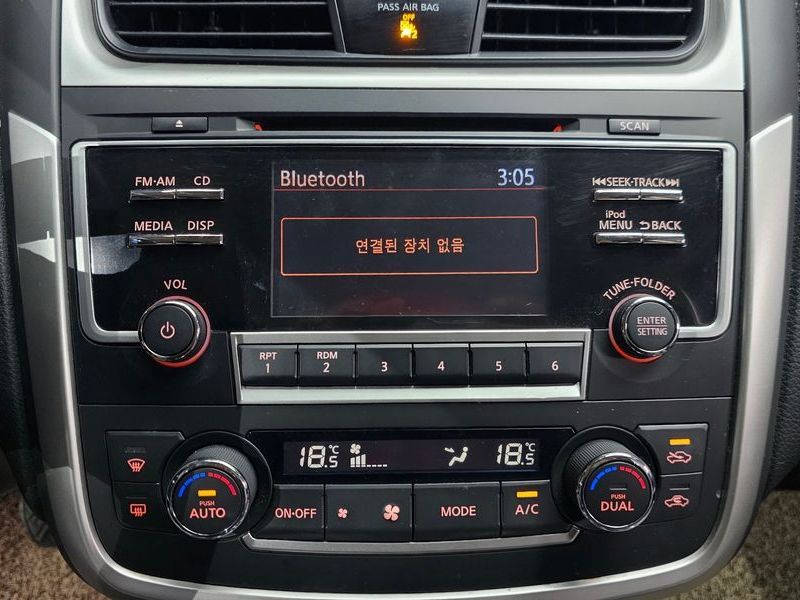 PASS AIR BAG
OFF
SCAN
FM·AM CD
Bluetooth 3:05
SEEK·TRACK
MEDIA DISP
연결된 장치 없음
iPod
MENU BACK
VOL
TUNE·FOLDER
ENTER
SETTING
RPT
1
RDM
2
3
4
5
6
18.5°C
18.5°C
PUSH
AUTO
ON·OFF
MODE
A/C
PUSH
DUAL